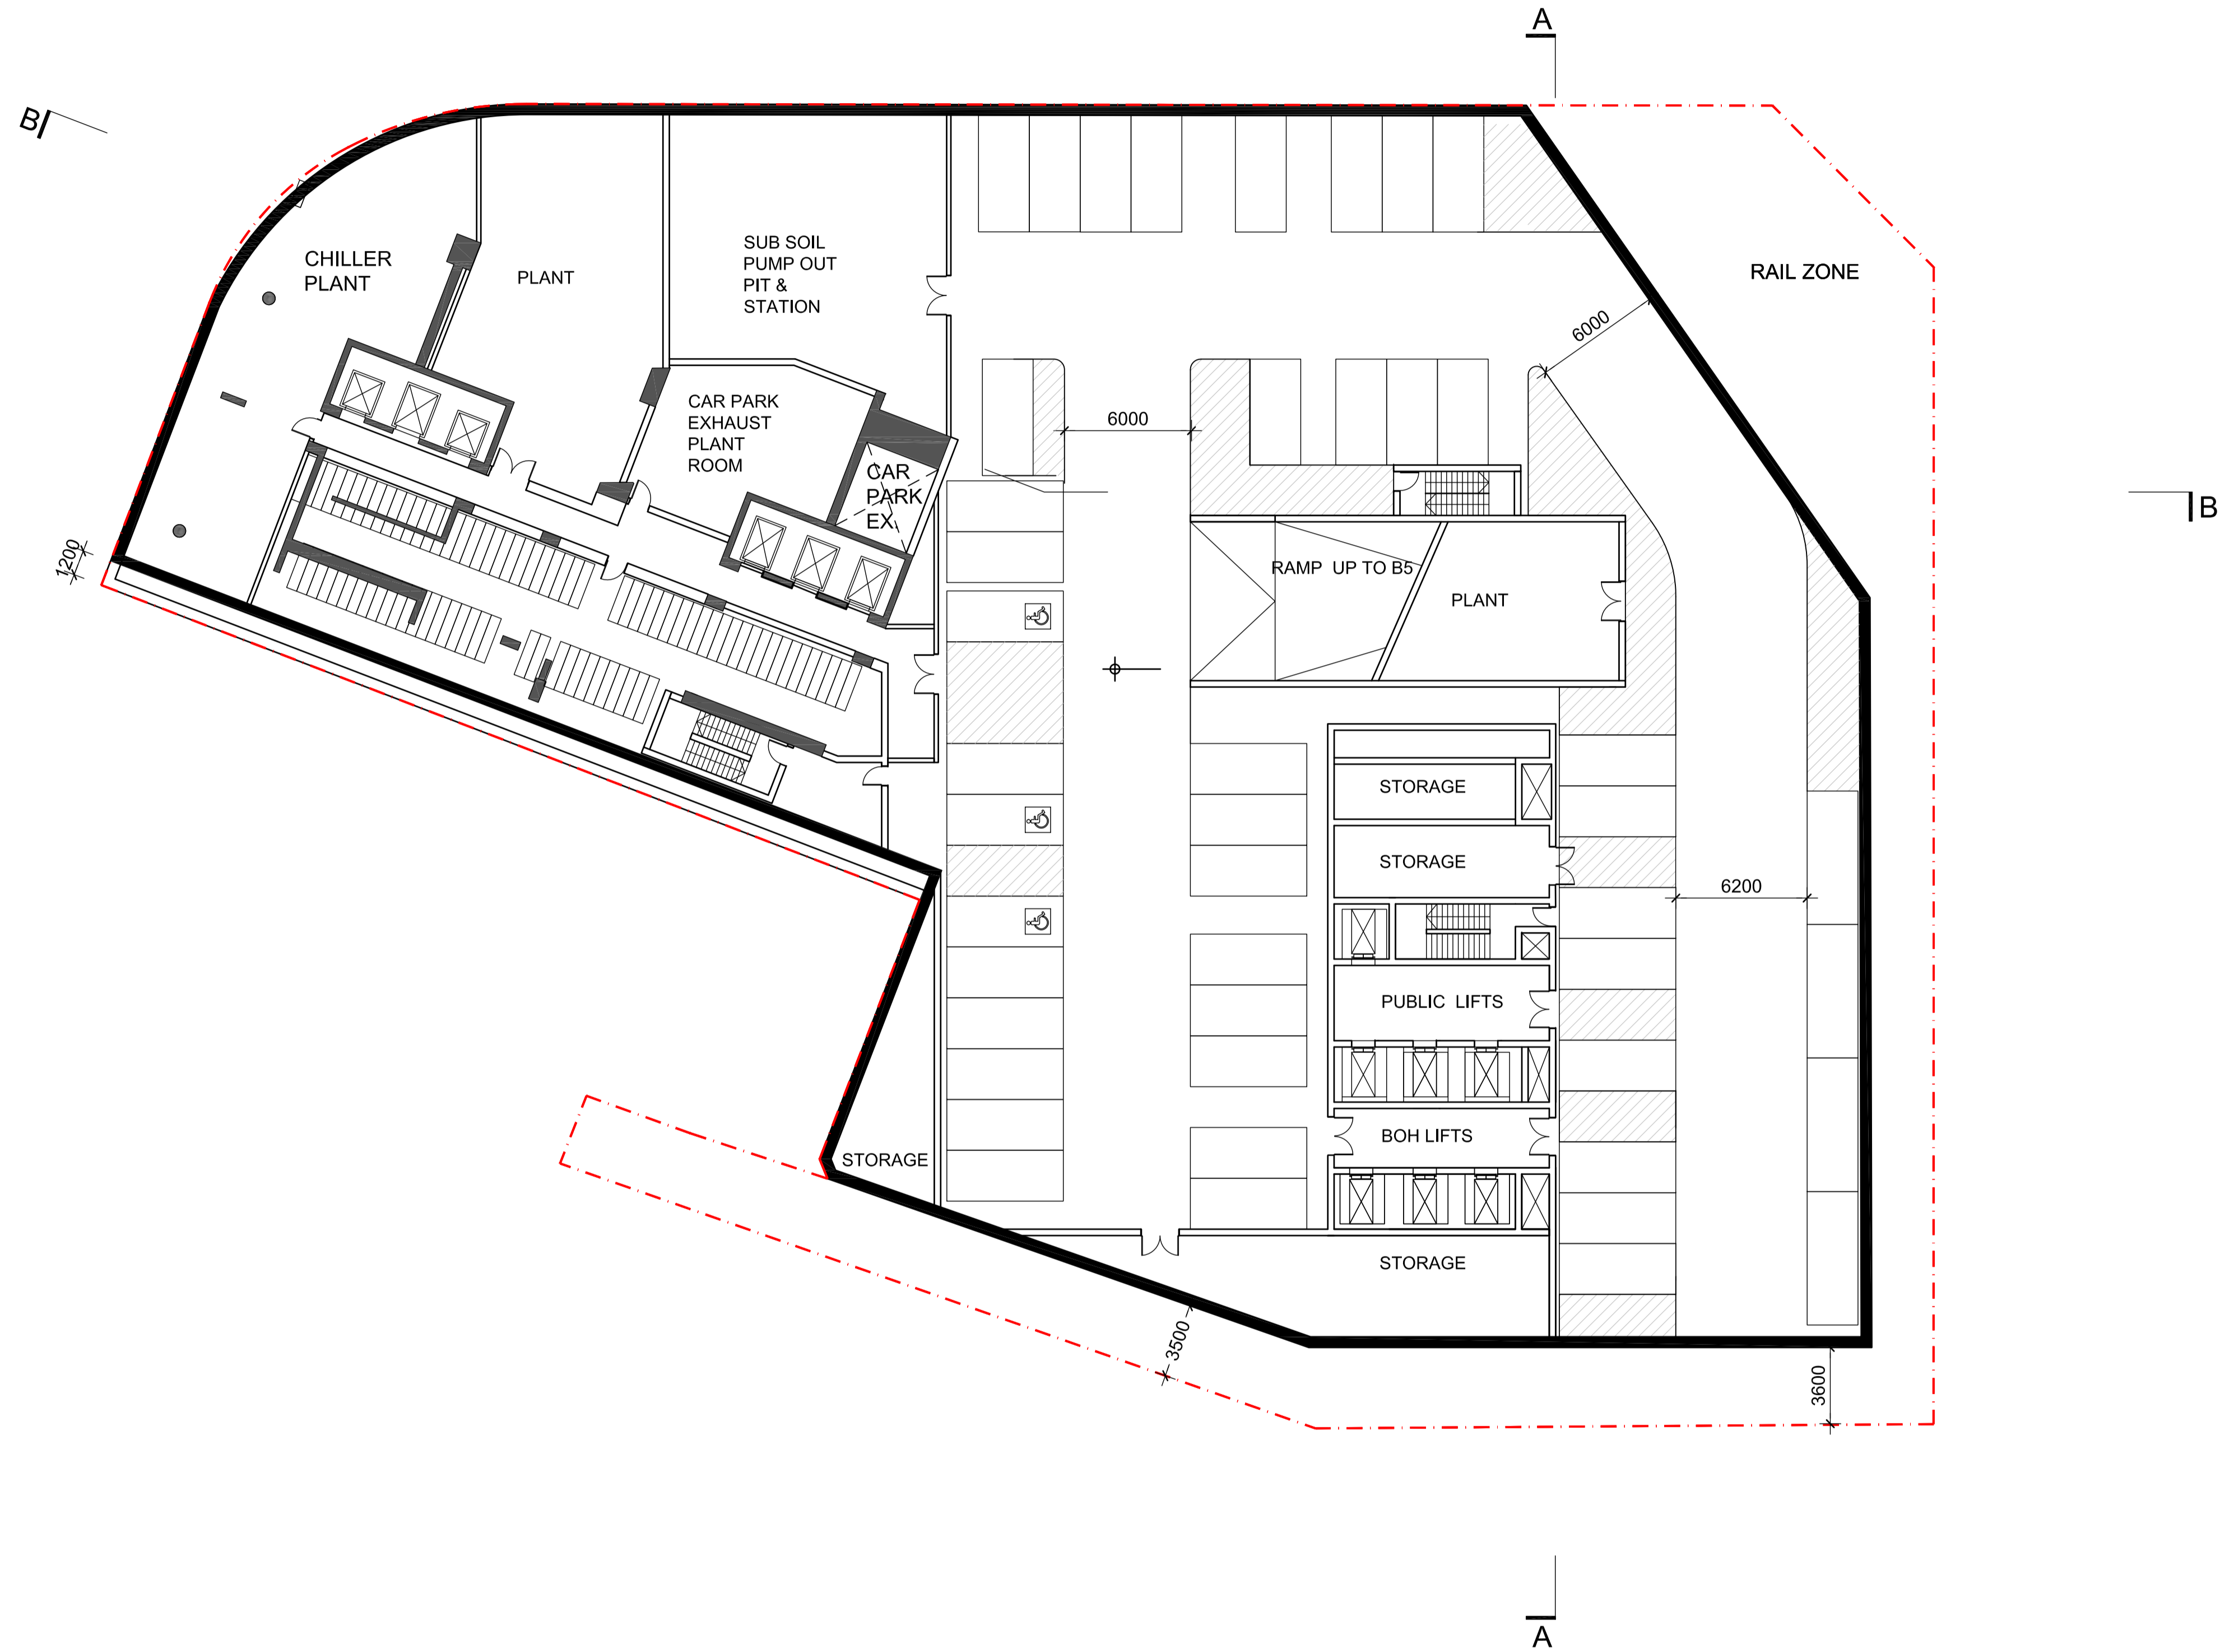 A
B
CHILLER
PLANT
PLANT
SUB SOIL
PUMP OUT
PIT &
STATION
RAIL ZONE
6000
CAR PARK
EXHAUST
PLANT
ROOM
6000
CAR
PARK
EX.
B
1200
RAMP UP TO B5
PLANT
STORAGE
STORAGE
6200
PUBLIC LIFTS
BOH LIFTS
STORAGE
STORAGE
3500
3600
A